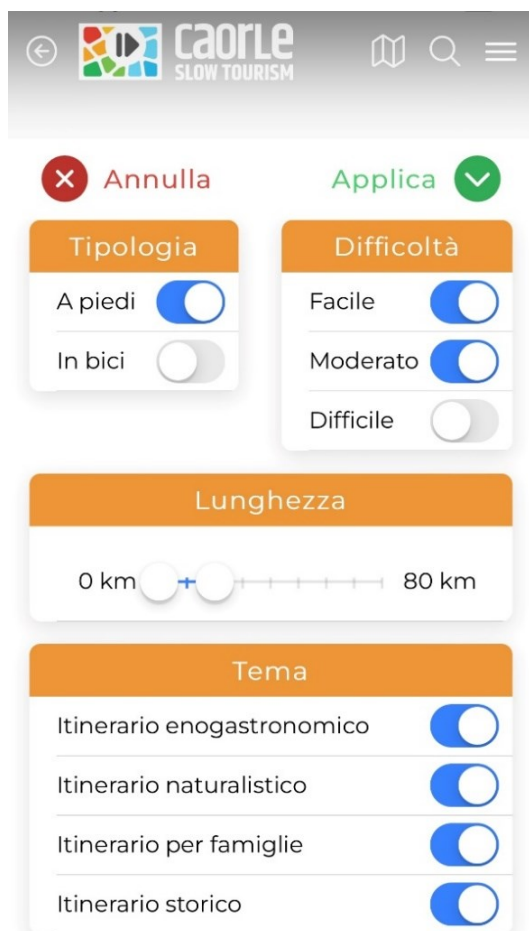 caorle
SLOW TOURISM
Annulla
Applica
Tipologia
A piedi
In bici
Difficoltà
Facile
Moderato
Difficile
Lunghezza
0 km
80 km
Tema
Itinerario enogastronomico
Itinerario naturalistico
Itinerario per famiglie
Itinerario storico